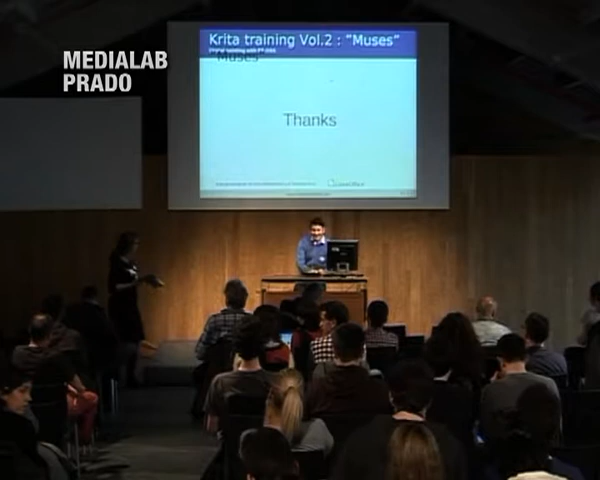 Krita training Vol.2 : “Muses”
MEDIALAB
PRADO
Muses
Thanks